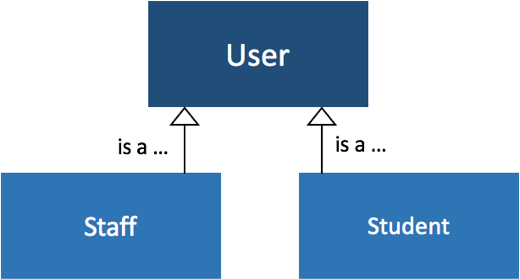 User
is a ...
is a ...
Staff
Student